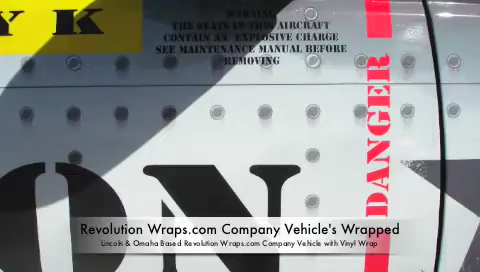 Y K
WARNING
THE SEATS IN THIS AIRCRAFT
CONTAIN AN EXPLOSIVE CHARGE
SEE MAINTENANCE MANUAL BEFORE
REMOVING
DANGER
ON
Revolution Wraps.com Company Vehicle's Wrapped
Lincoln & Omaha Based Revolution Wraps.com Company Vehicle with Vinyl Wrap